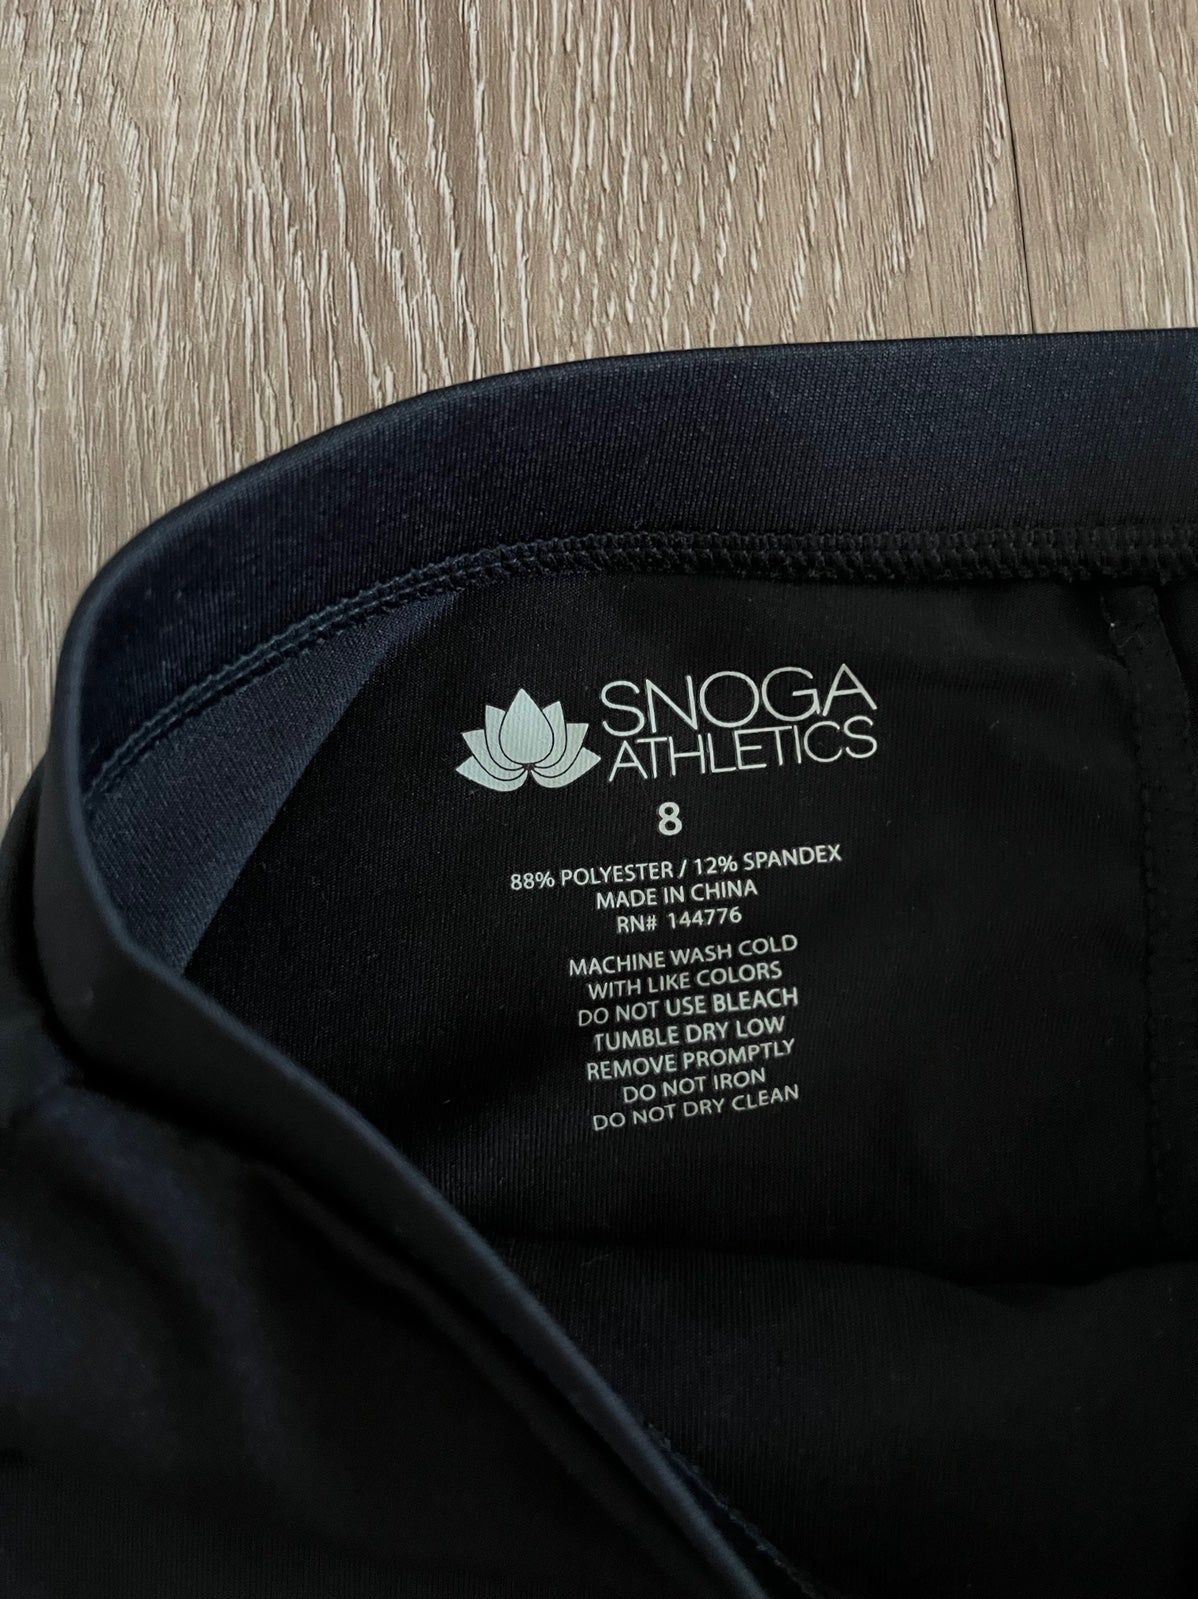 SNOGA
ATHLETICS
8
88% POLYESTER / 12% SPANDEX
MADE IN CHINA
RN# 144776
MACHINE WASH COLD
WITH LIKE COLORS
DO NOT USE BLEACH
TUMBLE DRY LOW
REMOVE PROMPTLY
DO NOT IRON
DO NOT DRY CLEAN